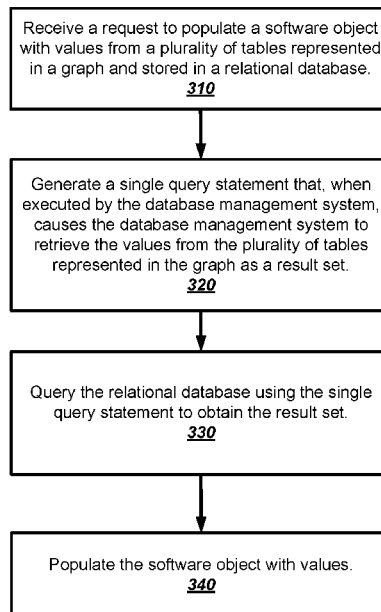 Receive a request to populate a software object
with values from a plurality of tables represented
in a graph and stored in a relational database.
310
Generate a single query statement that, when
executed by the database management system,
causes the database management system to
retrieve the values from the plurality of tables
represented in the graph as a result set.
320
Query the relational database using the single
query statement to obtain the result set.
330
Populate the software object with values.
340